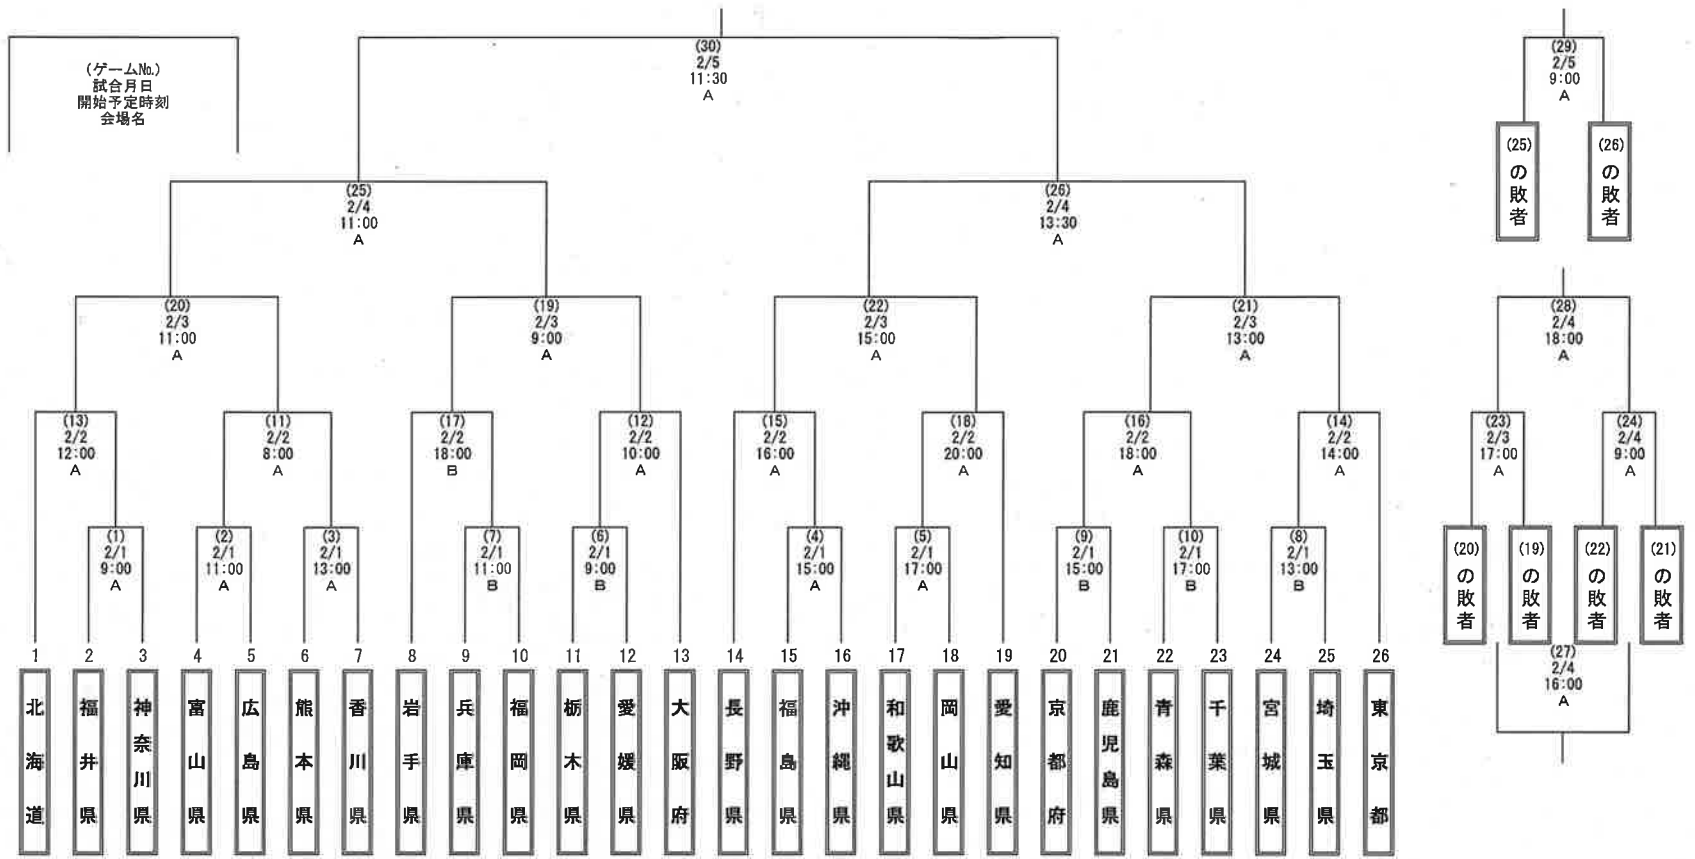 (ゲーム№)
試合月日
開始予定時刻
会場名
(30)
2/5
11:30
A
(29)
2/5
9:00
A
(25)の敗者
(26)の敗者
(25)
2/4
11:00
A
(26)
2/4
13:30
A
(20)
2/3
11:00
A
(19)
2/3
9:00
A
(22)
2/3
15:00
A
(21)
2/3
13:00
A
(28)
2/4
18:00
A
(13)
2/2
12:00
A
(11)
2/2
8:00
A
(17)
2/2
18:00
B
(12)
2/2
10:00
A
(15)
2/2
16:00
A
(18)
2/2
20:00
A
(16)
2/2
18:00
A
(14)
2/2
14:00
A
(23)
2/3
17:00
A
(24)
2/4
9:00
A
(1)
2/1
9:00
A
(2)
2/1
11:00
A
(3)
2/1
13:00
A
(7)
2/1
11:00
B
(6)
2/1
9:00
B
(4)
2/1
15:00
A
(5)
2/1
17:00
A
(9)
2/1
15:00
B
(10)
2/1
17:00
B
(8)
2/1
13:00
B
(20)の敗者
(19)の敗者
(22)の敗者
(21)の敗者
(27)
2/4
16:00
A
1
北海道
2
福井県
3
神奈川県
4
富山県
5
広島県
6
熊本県
7
香川県
8
岩手県
9
兵庫県
10
福岡県
11
栃木県
12
愛媛県
13
大阪府
14
長野県
15
福島県
16
沖縄県
17
和歌山県
18
岡山県
19
愛知県
20
京都府
21
鹿児島県
22
青森県
23
千葉県
24
宮城県
25
埼玉県
26
東京都